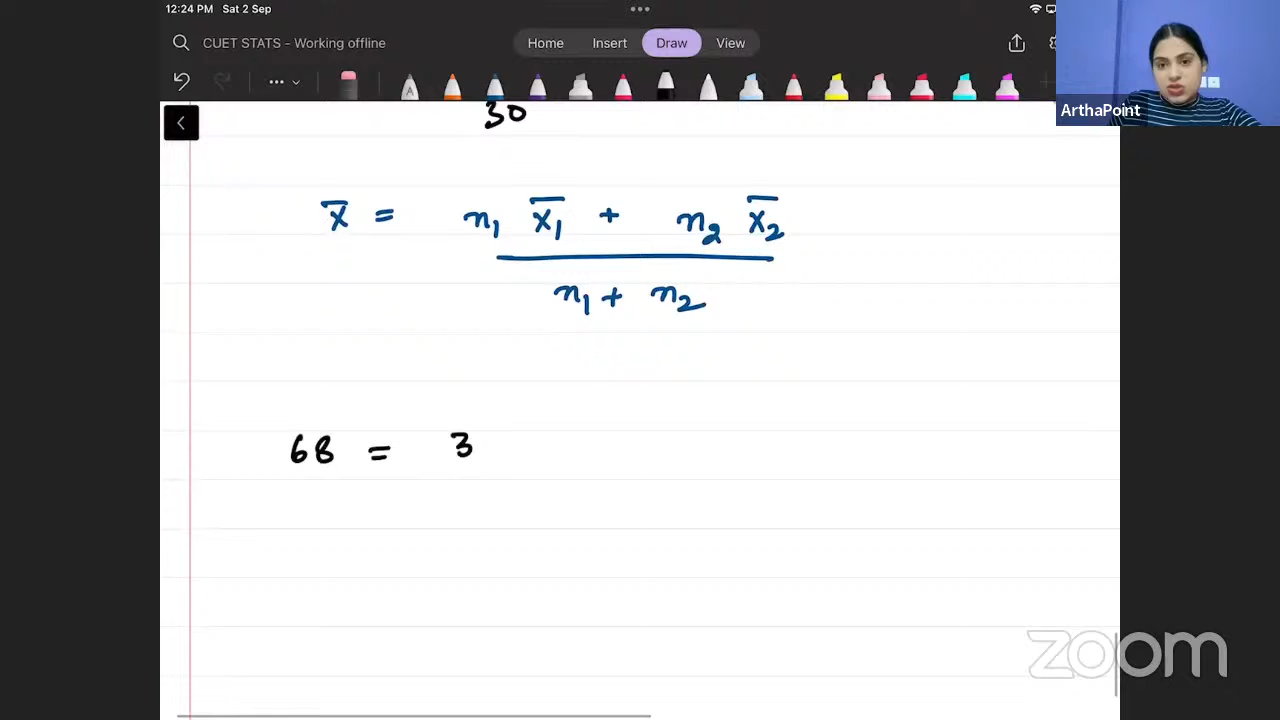 12:24 PM Sat 2 Sep
CUET STATS - Working offline
Home Insert Draw View
A
ArthaPoint
30
x̅ = n₁ x̅₁ + n₂ x̅₂
n₁ + n₂
68 = 3
zoom